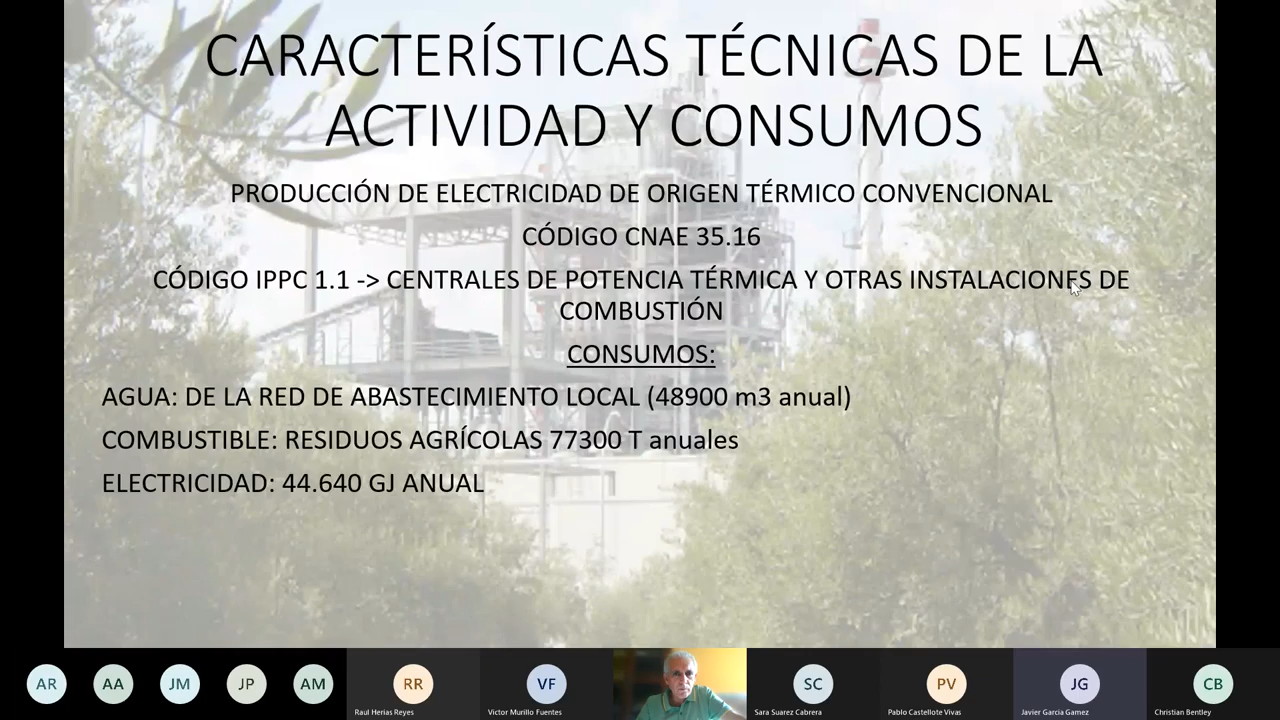 CARACTERÍSTICAS TÉCNICAS DE LA
ACTIVIDAD Y CONSUMOS
PRODUCCIÓN DE ELECTRICIDAD DE ORIGEN TÉRMICO CONVENCIONAL
CÓDIGO CNAE 35.16
CÓDIGO IPPC 1.1 -> CENTRALES DE POTENCIA TÉRMICA Y OTRAS INSTALACIONES DE
COMBUSTIÓN
CONSUMOS:
AGUA: DE LA RED DE ABASTECIMIENTO LOCAL (48900 m3 anual)
COMBUSTIBLE: RESIDUOS AGRÍCOLAS 77300 T anuales
ELECTRICIDAD: 44.640 GJ ANUAL
AR AA JM JP AM RR VF SC PV JG CB
Raul Herias Reyes Victor Murillo Fuentes Sara Suarez Cabrera Pablo Castellote Vivas Javier Garcia Gamez Christian Bentley